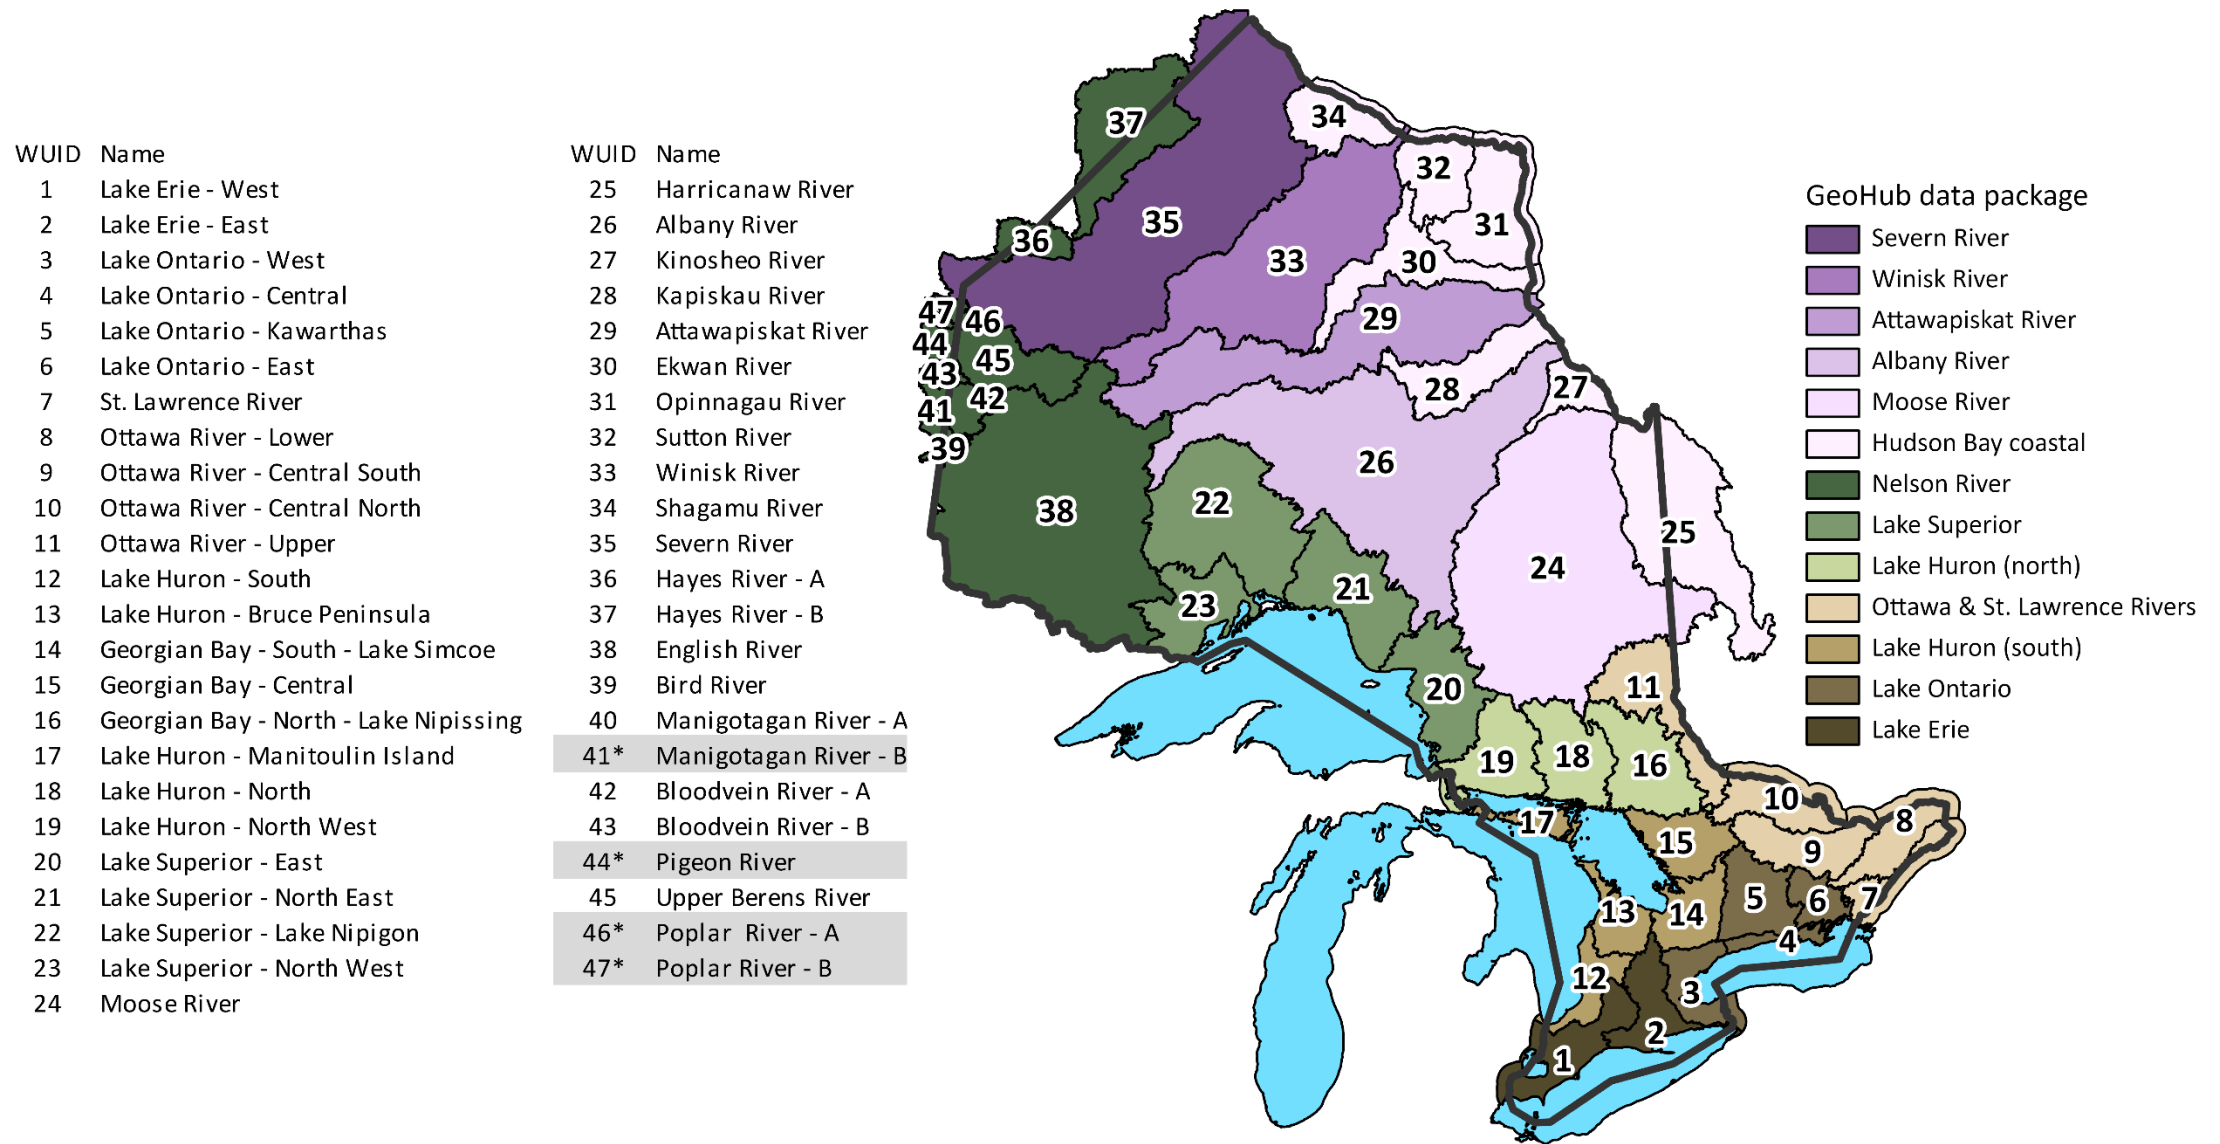 WUID Name
1 Lake Erie - West
2 Lake Erie - East
3 Lake Ontario - West
4 Lake Ontario - Central
5 Lake Ontario - Kawarthas
6 Lake Ontario - East
7 St. Lawrence River
8 Ottawa River - Lower
9 Ottawa River - Central South
10 Ottawa River - Central North
11 Ottawa River - Upper
12 Lake Huron - South
13 Lake Huron - Bruce Peninsula
14 Georgian Bay - South - Lake Simcoe
15 Georgian Bay - Central
16 Georgian Bay - North - Lake Nipissing
17 Lake Huron - Manitoulin Island
18 Lake Huron - North
19 Lake Huron - North West
20 Lake Superior - East
21 Lake Superior - North East
22 Lake Superior - Lake Nipigon
23 Lake Superior - North West
24 Moose River
WUID Name
25 Harricanaw River
26 Albany River
27 Kinosheo River
28 Kapiskau River
29 Attawapiskat River
30 Ekwan River
31 Opinnagau River
32 Sutton River
33 Winisk River
34 Shagamu River
35 Severn River
36 Hayes River - A
37 Hayes River - B
38 English River
39 Bird River
40 Manigotagan River - A
41* Manigotagan River - B
42 Bloodvein River - A
43 Bloodvein River - B
44* Pigeon River
45 Upper Berens River
46* Poplar River - A
47* Poplar River - B
37
34
32
35
31
36
33
30
47
46
29
44
45
43
28
27
42
41
39
26
22
38
25
24
21
23
11
20
19
18
16
10
17
8
15
9
5
7
6
13
14
4
12
3
2
1
GeoHub data package
Severn River
Winisk River
Attawapiskat River
Albany River
Moose River
Hudson Bay coastal
Nelson River
Lake Superior
Lake Huron (north)
Ottawa & St. Lawrence Rivers
Lake Huron (south)
Lake Ontario
Lake Erie